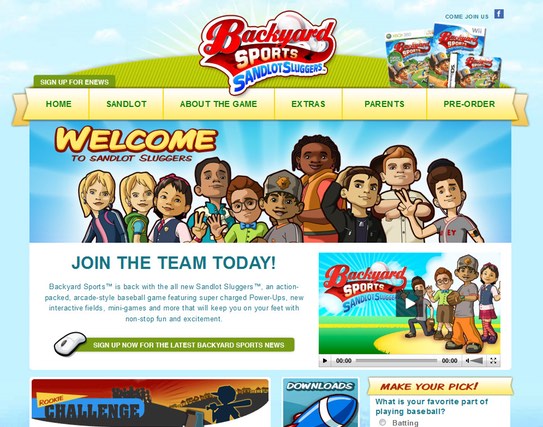 COME JOIN US f
Backyard
SPORTS
SANDLOT SLUGGERS™
SIGN UP FOR ENEWS
HOME SANDLOT ABOUT THE GAME EXTRAS PARENTS PRE-ORDER
WELCOME
TO SANDLOT SLUGGERS
JOIN THE TEAM TODAY!
Backyard Sports™ is back with the all new Sandlot Sluggers™, an action-
packed, arcade-style baseball game featuring super charged Power-Ups, new
interactive fields, mini-games and more that will keep you on your feet with
non-stop fun and excitement.
SIGN UP NOW FOR THE LATEST BACKYARD SPORTS NEWS
Backyard
SPORTS
SANDLOT SLUGGERS
00:00 00:00
ROOKIE
CHALLENGE
DOWNLOADS
MAKE YOUR PICK!
What is your favorite part of
playing baseball?
Batting